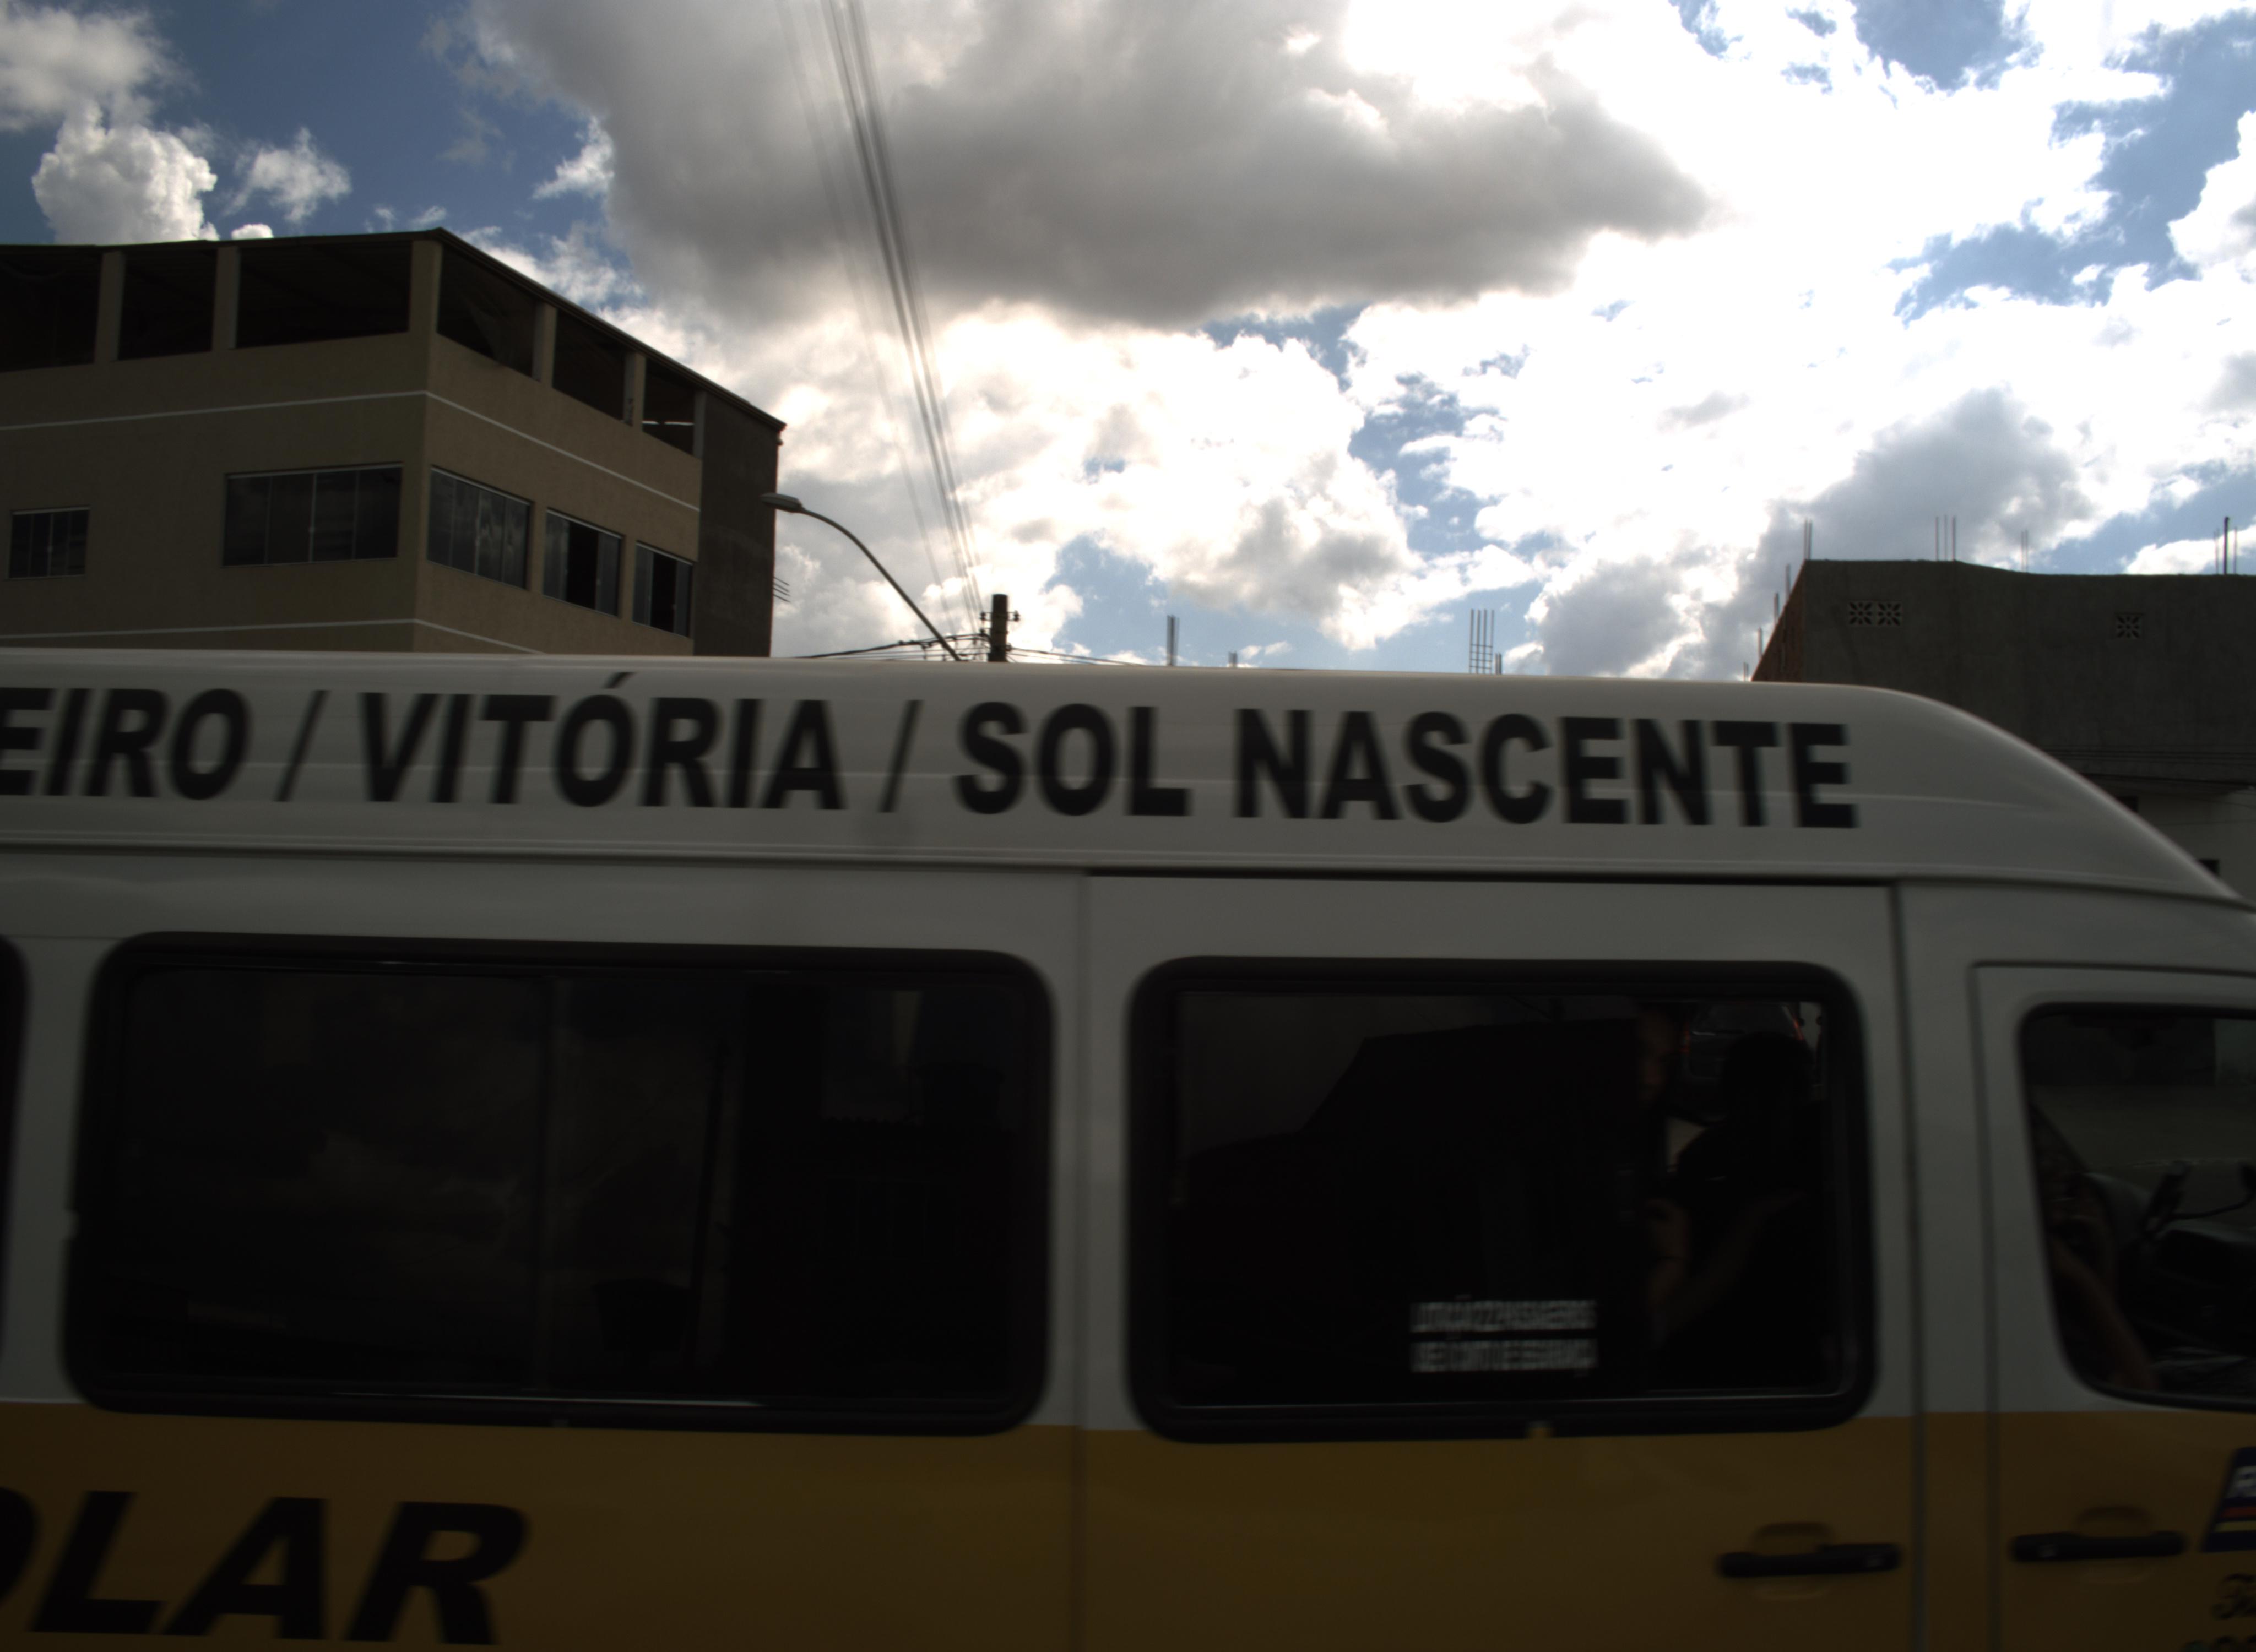 EIRO / VITÓRIA / SOL NASCENTE
OLAR